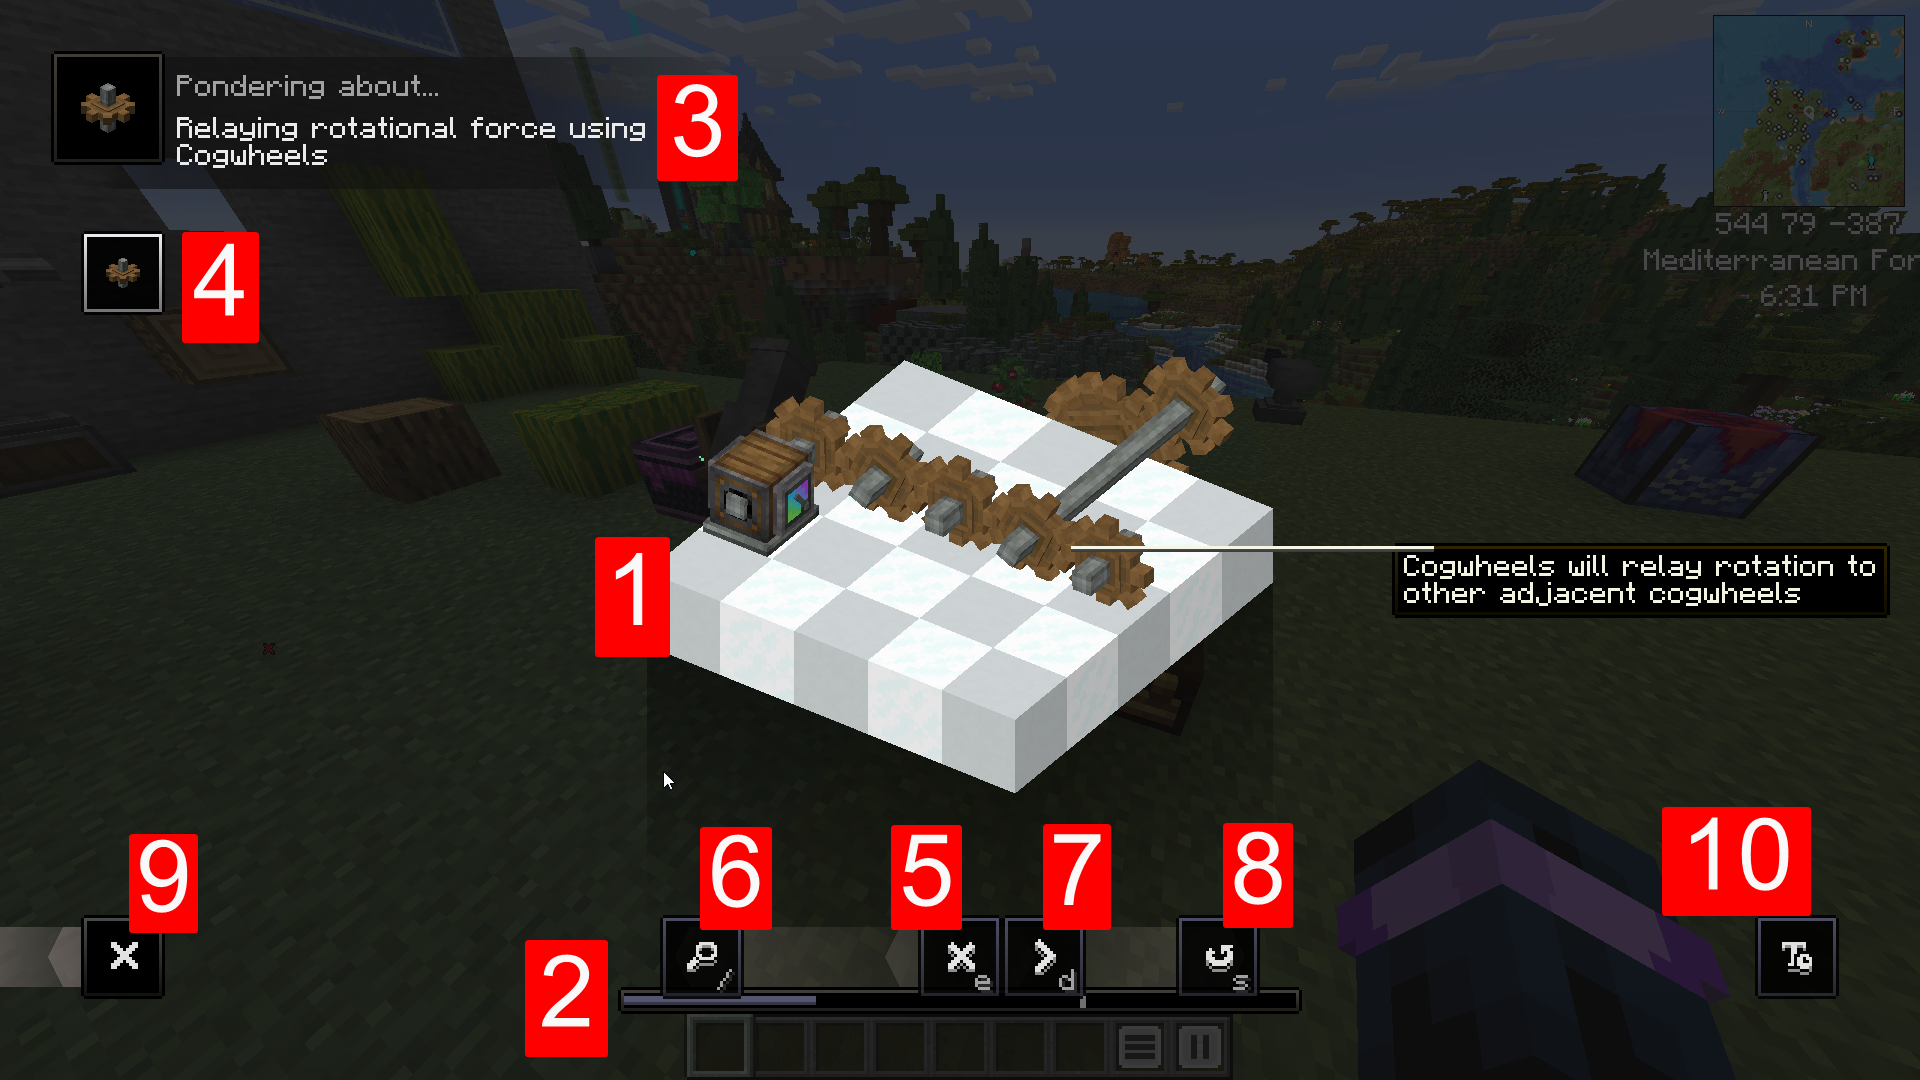 Pondering about...
Relaying rotational force using
Cogwheels
3
4
N
544 79 -387
Mediterranean For
6:31 PM
1
Cogwheels will relay rotation to
other adjacent cogwheels
9
6
5
7
8
10
2
e
d
s